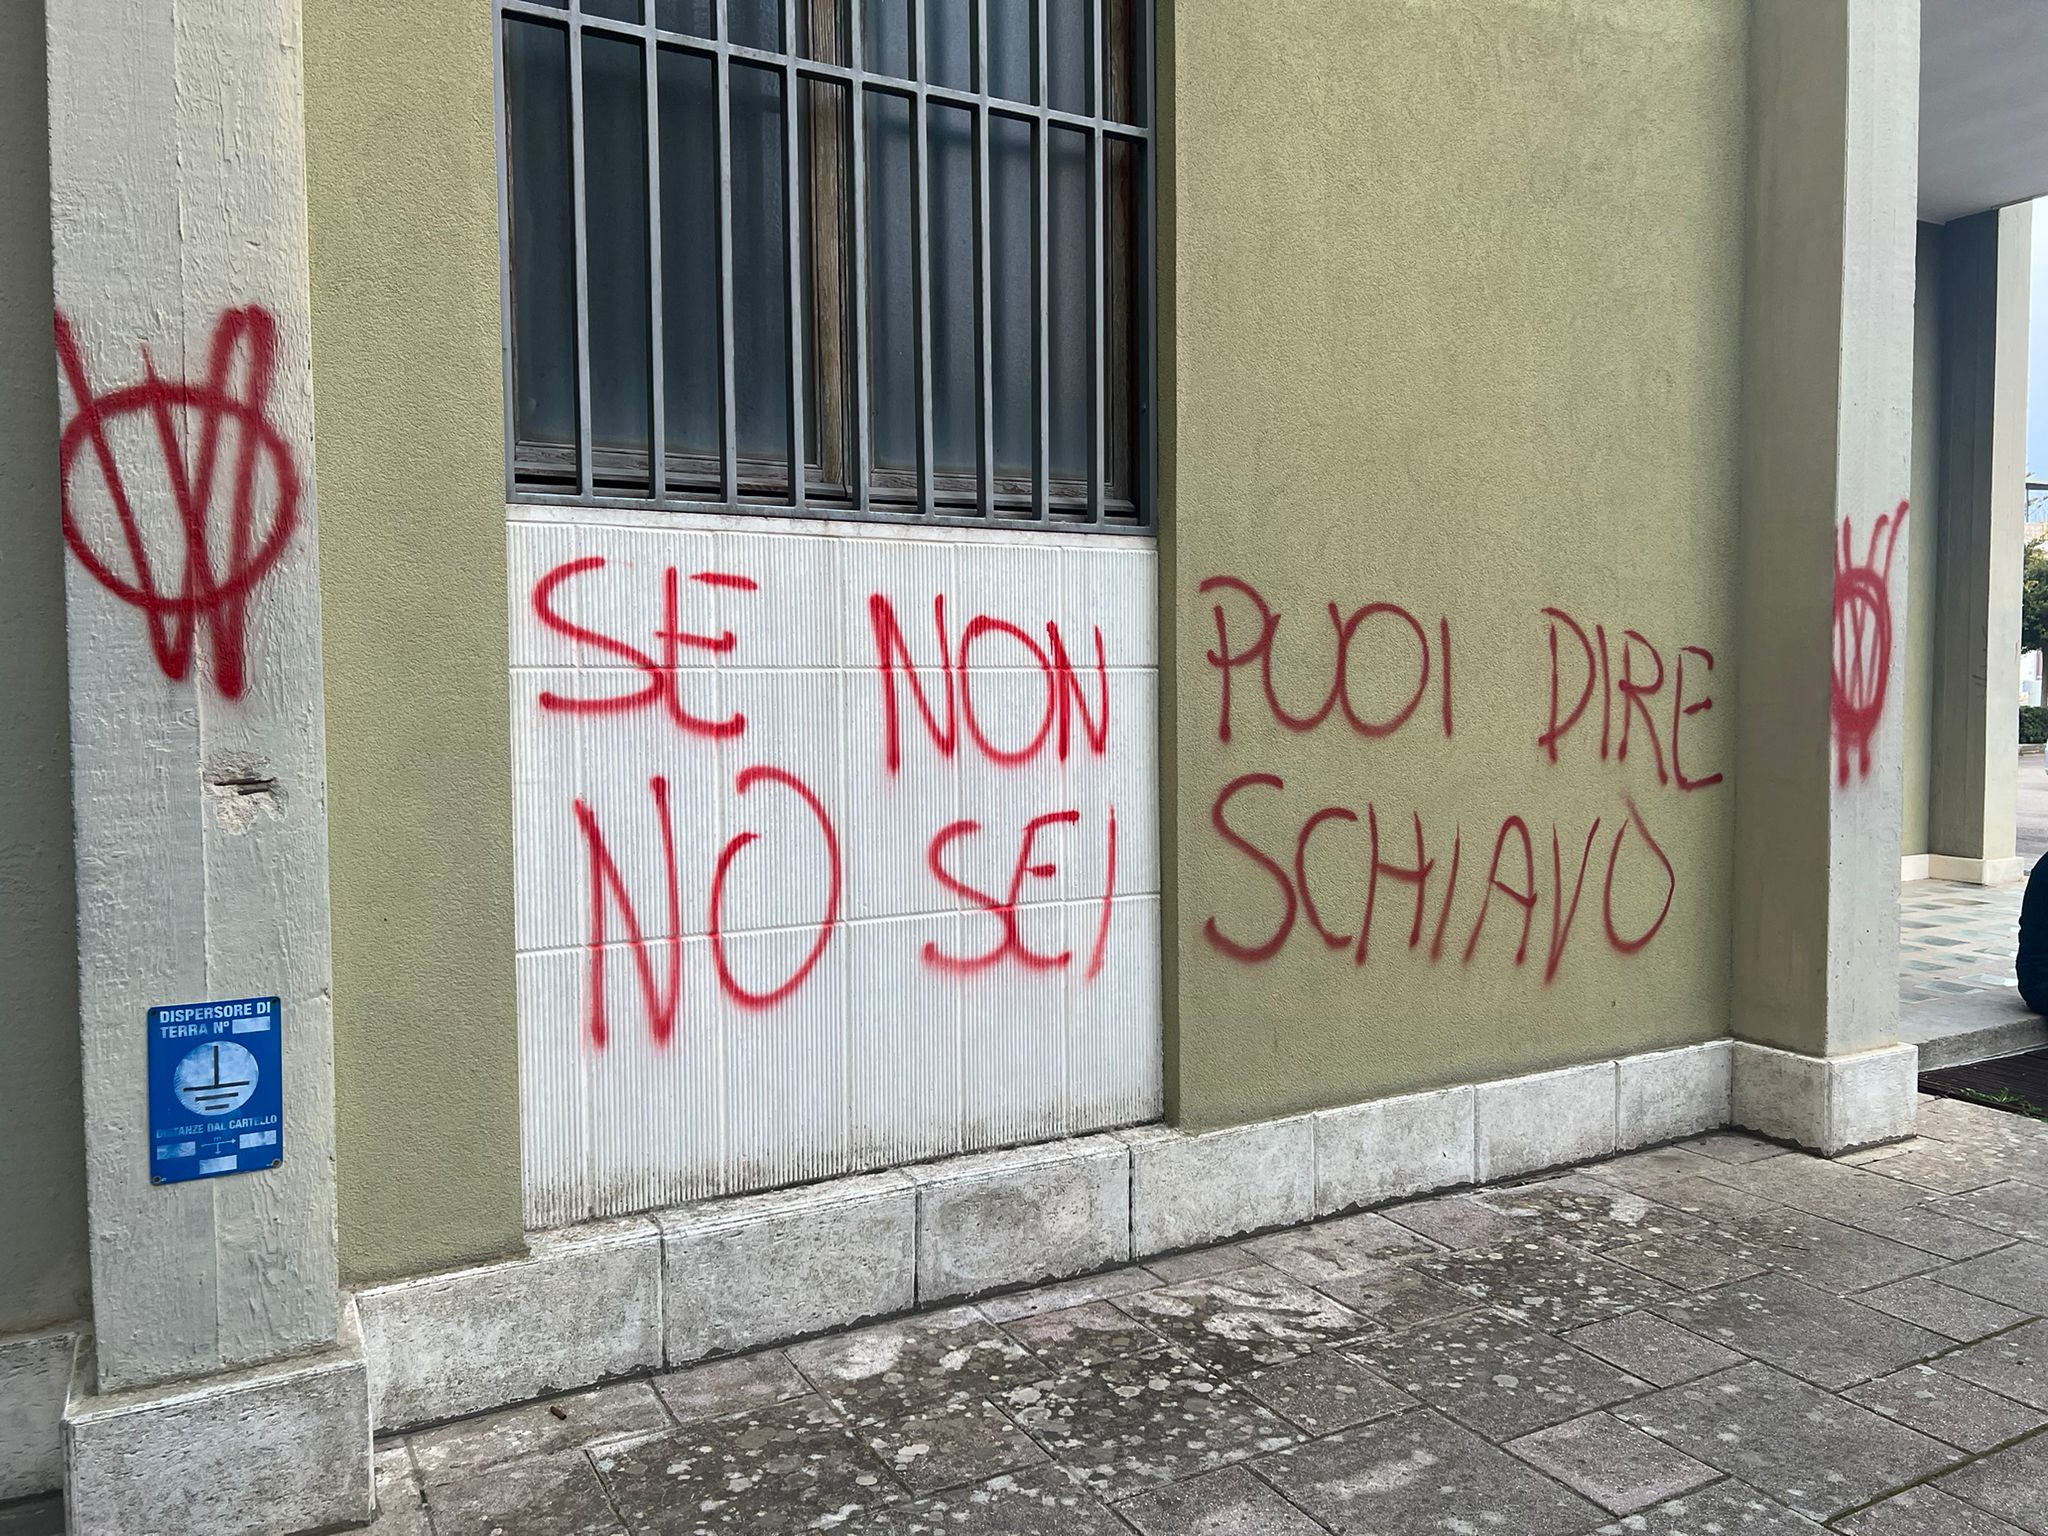 SE NON PUOI DIRE
NO SEI SCHIAVO
DISPERSORE DI
TERRA N°
DISTANZE DAL CARTELLO